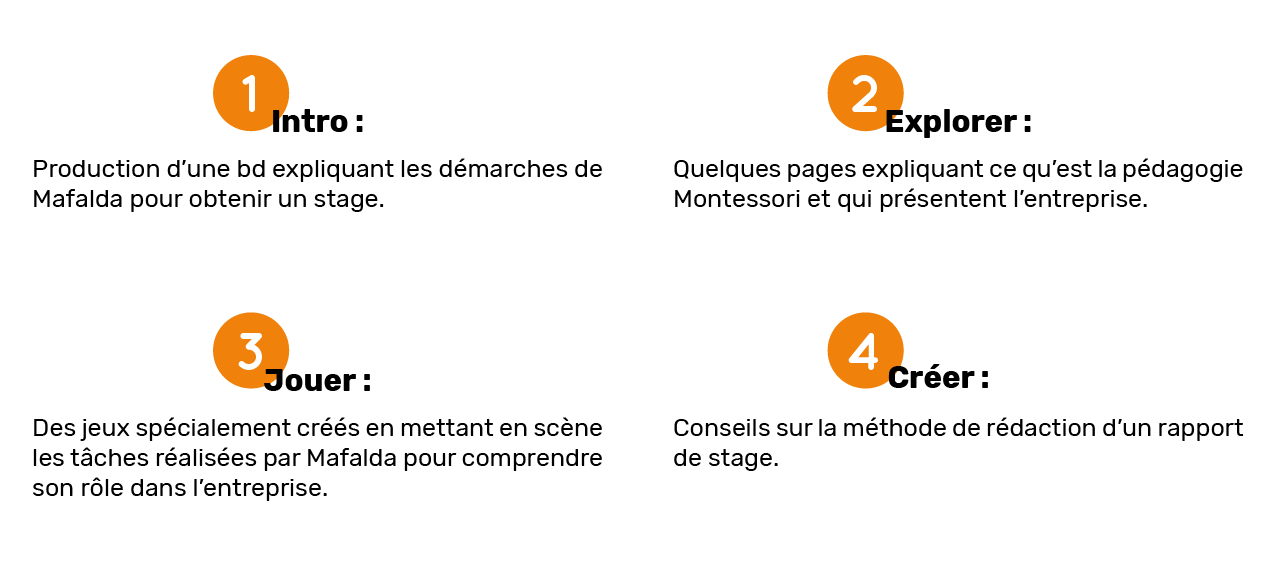 1
Intro :
Production d’une bd expliquant les démarches de
Mafalda pour obtenir un stage.
2
Explorer :
Quelques pages expliquant ce qu’est la pédagogie
Montessori et qui présentent l’entreprise.
3
Jouer :
Des jeux spécialement créés en mettant en scène
les tâches réalisées par Mafalda pour comprendre
son rôle dans l’entreprise.
4
Créer :
Conseils sur la méthode de rédaction d’un rapport
de stage.